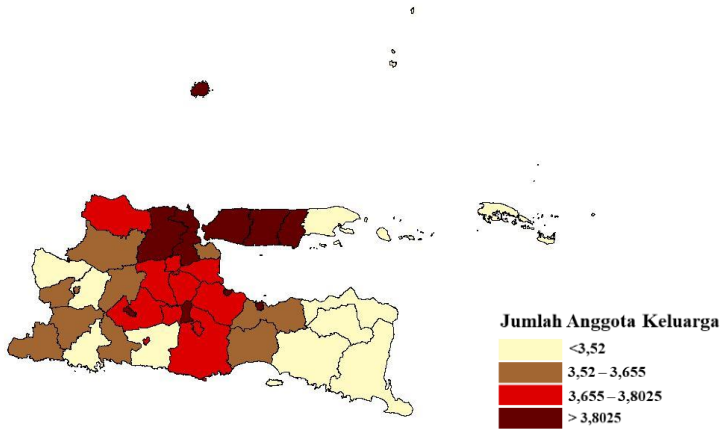 Jumlah Anggota Keluarga
<3,52
3,52 – 3,655
3,655 – 3,8025
> 3,8025